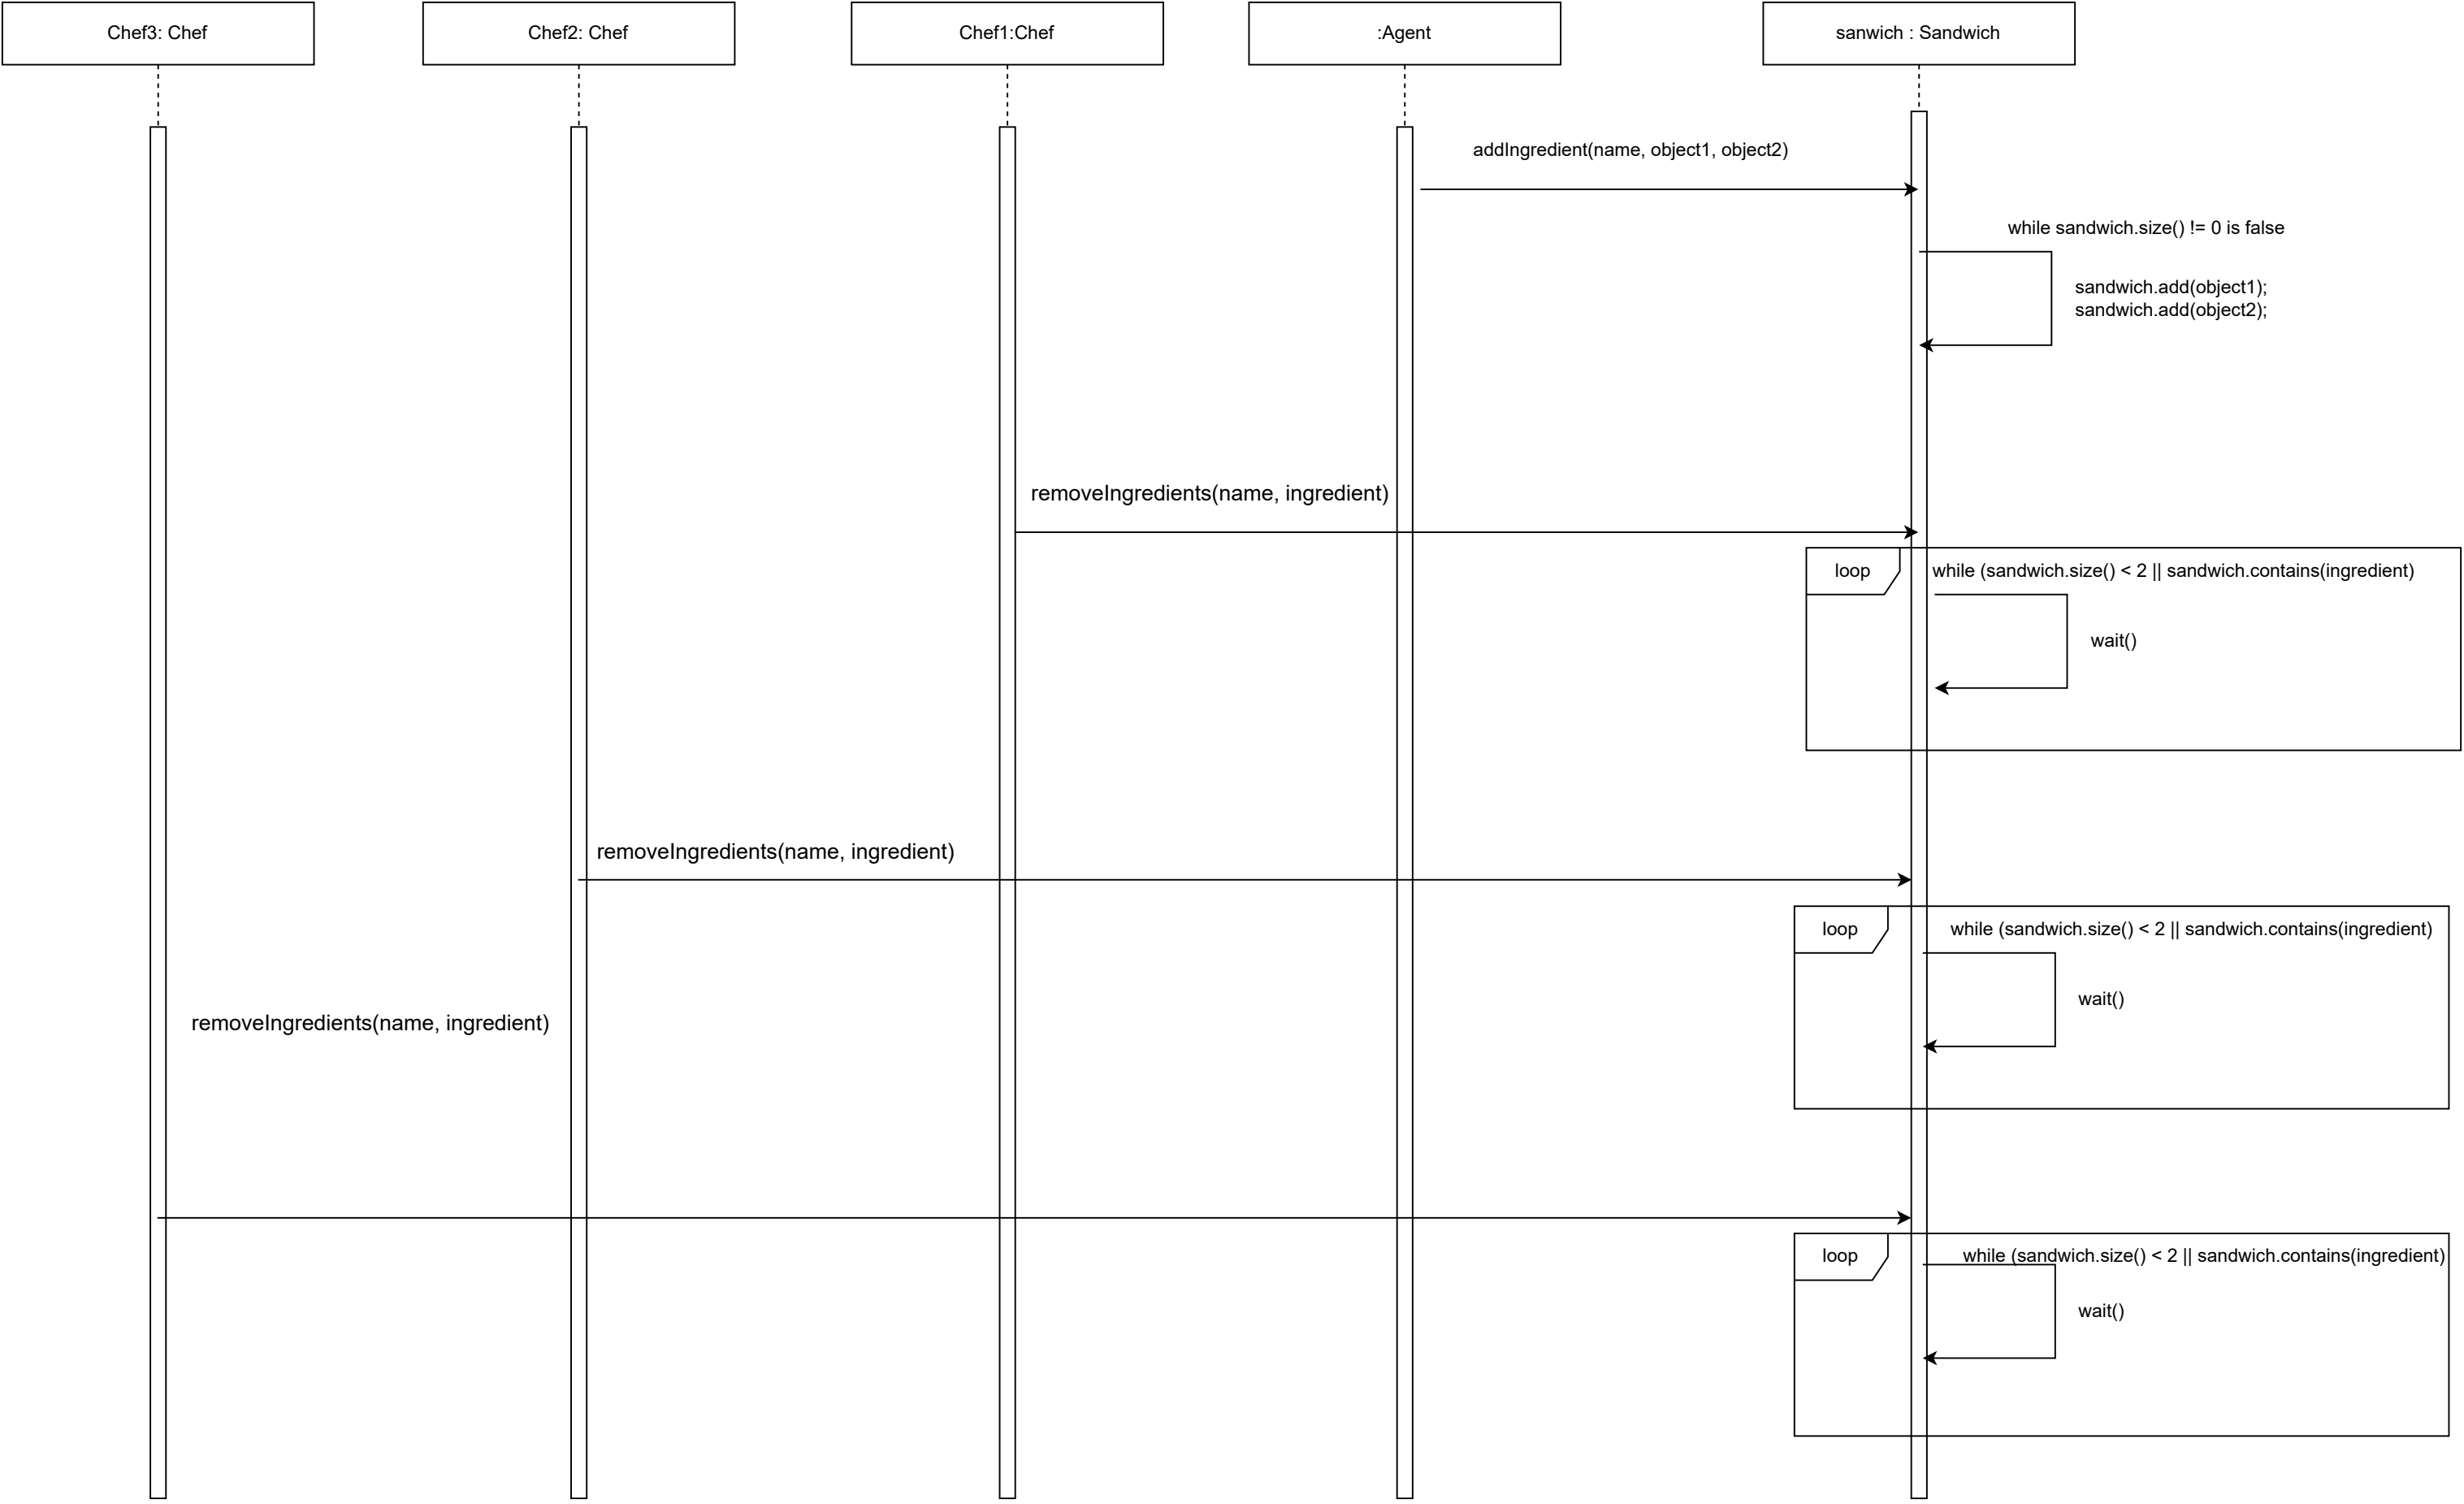 Chef3: Chef
Chef2: Chef
Chef1:Chef
:Agent
sanwich : Sandwich
addIngredient(name, object1, object2)
while sandwich.size() != 0 is false
sandwich.add(object1);
sandwich.add(object2);
removeIngredients(name, ingredient)
loop
while (sandwich.size() < 2 || sandwich.contains(ingredient)
wait()
removeIngredients(name, ingredient)
loop
while (sandwich.size() < 2 || sandwich.contains(ingredient)
wait()
removeIngredients(name, ingredient)
loop
while (sandwich.size() < 2 || sandwich.contains(ingredient)
wait()